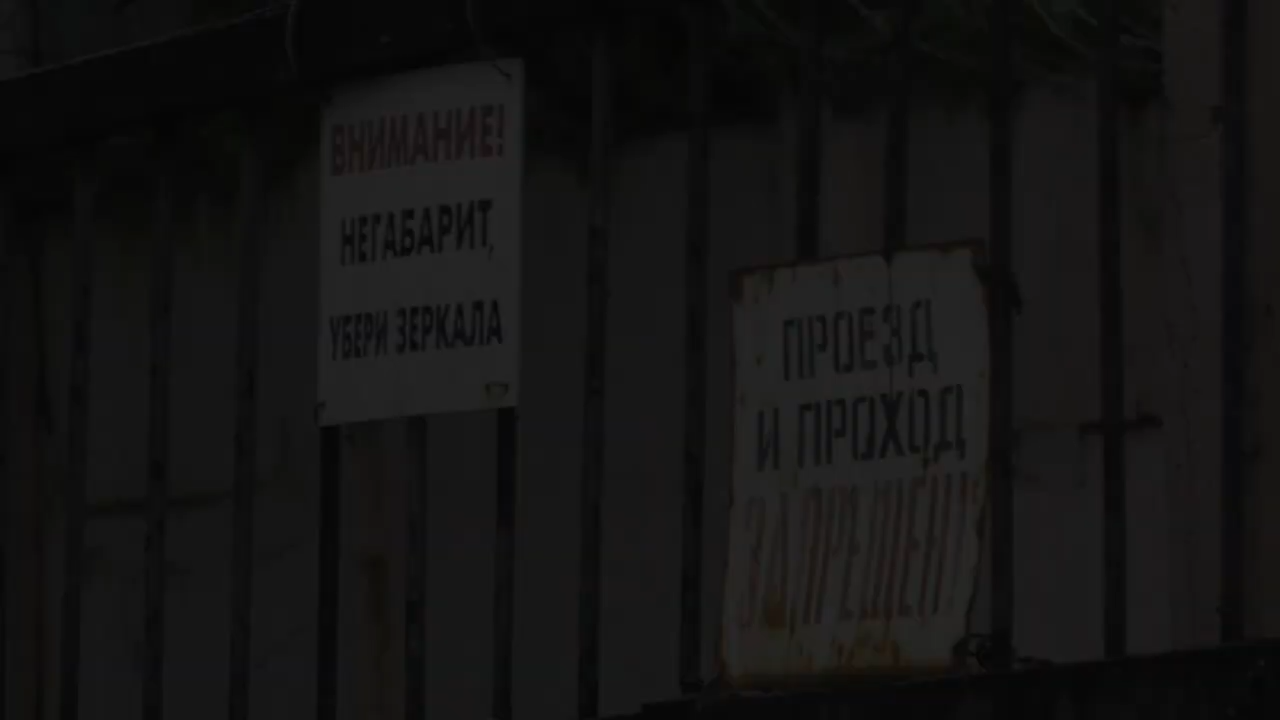 ВНИМАНИЕ!
НЕГАБАРИТ,
УБЕРИ ЗЕРКАЛА
ПРОЕЗД
И ПРОХОД
ЗАПРЕЩЕН!